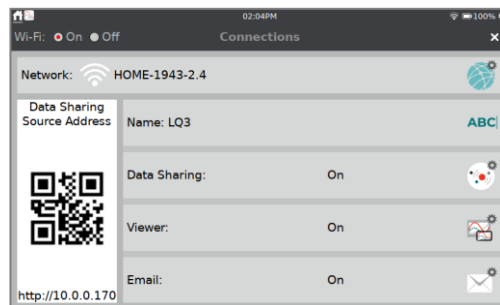 02:04PM
100%
Wi-Fi: On Off
Connections
x
Network: HOME-1943-2.4
Data Sharing
Source Address
Name: LQ3
ABC
Data Sharing: On
Viewer: On
Email: On
http://10.0.0.170